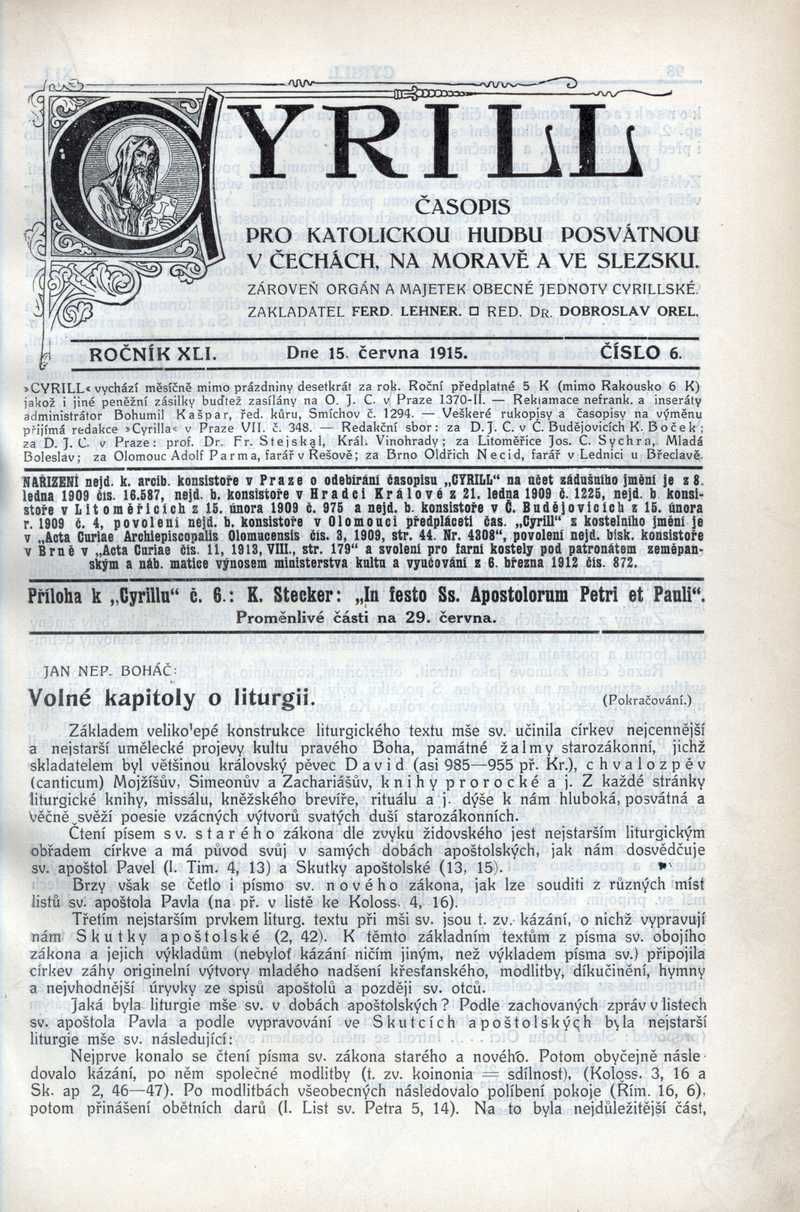 CYRILL
ČASOPIS
PRO KATOLICKOU HUDBU POSVÁTNOU
V ČECHÁCH, NA MORAVĚ A VE SLEZSKU.
ZÁROVEŇ ORGÁN A MAJETEK OBECNÉ JEDNOTY CYRILLSKÉ.
ZAKLADATEL FERD. LEHNER. □ RED. DR. DOBROSLAV OREL.
ROČNÍK XLI. Dne 15. června 1915. ČÍSLO 6.
»CYRILL« vychází měsíčně mimo prázdniny desetkrát za rok. Roční předplatné 5 K (mimo Rakousko 6 K)
jakož i jiné peněžní zásilky buďtež zasílány na O. J. C. v Praze 1370-II. — Reklamace nefrank. a inseráty
administrátor Bohumil Kašpar, řed. kůru, Smíchov č. 1294. — Veškeré rukopisy a časopisy na výměnu
přijímá redakce »Cyrilla« v Praze VII. č. 348. — Redakční sbor: za D. J. C. v Č. Budějovicích K. Boček;
za D. J. C. v Praze: prof. Dr. Fr. Stejskal, Král. Vinohrady; za Litoměřice Jos. C. Sychra, Mladá
Boleslav; za Olomouc Adolf Parma, farář v Řešově; za Brno Oldřich Necid, farář v Lednici u Břeclavě.
NAŘÍZENÍ nejd. k. arcib. konsistoře v Praze o odebírání časopisu „CYRILL“ na účet zádušního jmění je z 8.
ledna 1909 čís. 16.587, nejd. b. konsistoře v Hradci Králové z 21. ledna 1909 č. 1225, nejd. b. konsi-
stoře v Litoměřicích z 15. února 1909 č. 975 a nejd. b. konsistoře v Č. Budějovicích z 15. února
r. 1909 č. 4, povolení nejd. b. konsistoře v Olomouci předpláceti čas. „Cyrill“ z kostelního jmění je
v „Acta Curiae Archiepiscopalis Olomucensis čís. 3, 1909, str. 44. Nr. 4308“, povolení nejd. bisk. konsistoře
v Brně v „Acta Curiae čís. 11, 1913, VIII., str. 179“ a svolení pro farní kostely pod patronátem zeměpan-
ským a náb. matice výnosem ministerstva kultu a vyučování z 6. března 1912 čís. 872.
Příloha k „Cyrillu“ č. 6.: K. Stecker: „In festo Ss. Apostolorum Petri et Pauli“.
Proměnlivé části na 29. června.
JAN NEP. BOHÁČ:
Volné kapitoly o liturgii. (Pokračování.)
Základem veliko'epé konstrukce liturgického textu mše sv. učinila církev nejcennější
a nejstarší umělecké projevy kultu pravého Boha, památné žalmy starozákonní, jichž
skladatelem byl většinou královský pěvec David (asi 985—955 př. Kr.), chvalozpěv
(canticum) Mojžíšův, Simeonův a Zachariášův, knihy prorocké a j. Z každé stránky
liturgické knihy, missálu, kněžského brevíře, rituálu a j. dýše k nám hluboká, posvátná a
věčně svěží poesie vzácných výtvorů svatých duší starozákonních.
Čtení písem sv. starého zákona dle zvyku židovského jest nejstarším liturgickým
obřadem církve a má původ svůj v samých dobách apoštolských, jak nám dosvědčuje
sv. apoštol Pavel (I. Tim. 4, 13) a Skutky apoštolské (13, 15).
Brzy však se četlo i písmo sv. nového zákona, jak lze souditi z různých míst
listů sv. apoštola Pavla (na př. v listě ke Koloss. 4, 16).
Třetím nejstarším prvkem liturg. textu při mši sv. jsou t. zv. kázání, o nichž vypravují
nám Skutky apoštolské (2, 42). K těmto základním textům z písma sv. obojího
zákona a jejich výkladům (nebyloť kázání ničím jiným, než výkladem písma sv.) připojila
církev záhy originelní výtvory mladého nadšení křesťanského, modlitby, díkučinění, hymny
a nejvhodnější úryvky ze spisů apoštolů a později sv. otců.
Jaká byla liturgie mše sv. v dobách apoštolských? Podle zachovaných zpráv v listech
sv. apoštola Pavla a podle vypravování ve Skutcích apoštolských byla nejstarší
liturgie mše sv. následující:
Nejprve konalo se čtení písma sv. zákona starého a nového. Potom obyčejně násle-
dovalo kázání, po něm společné modlitby (t. zv. koinonia = sdílnost), (Koloss. 3, 16 a
Sk. ap 2, 46—47). Po modlitbách všeobecných následovalo políbení pokoje (Řím. 16, 6),
potom přinášení obětních darů (I. List sv. Petra 5, 14). Na to byla nejdůležitější část,